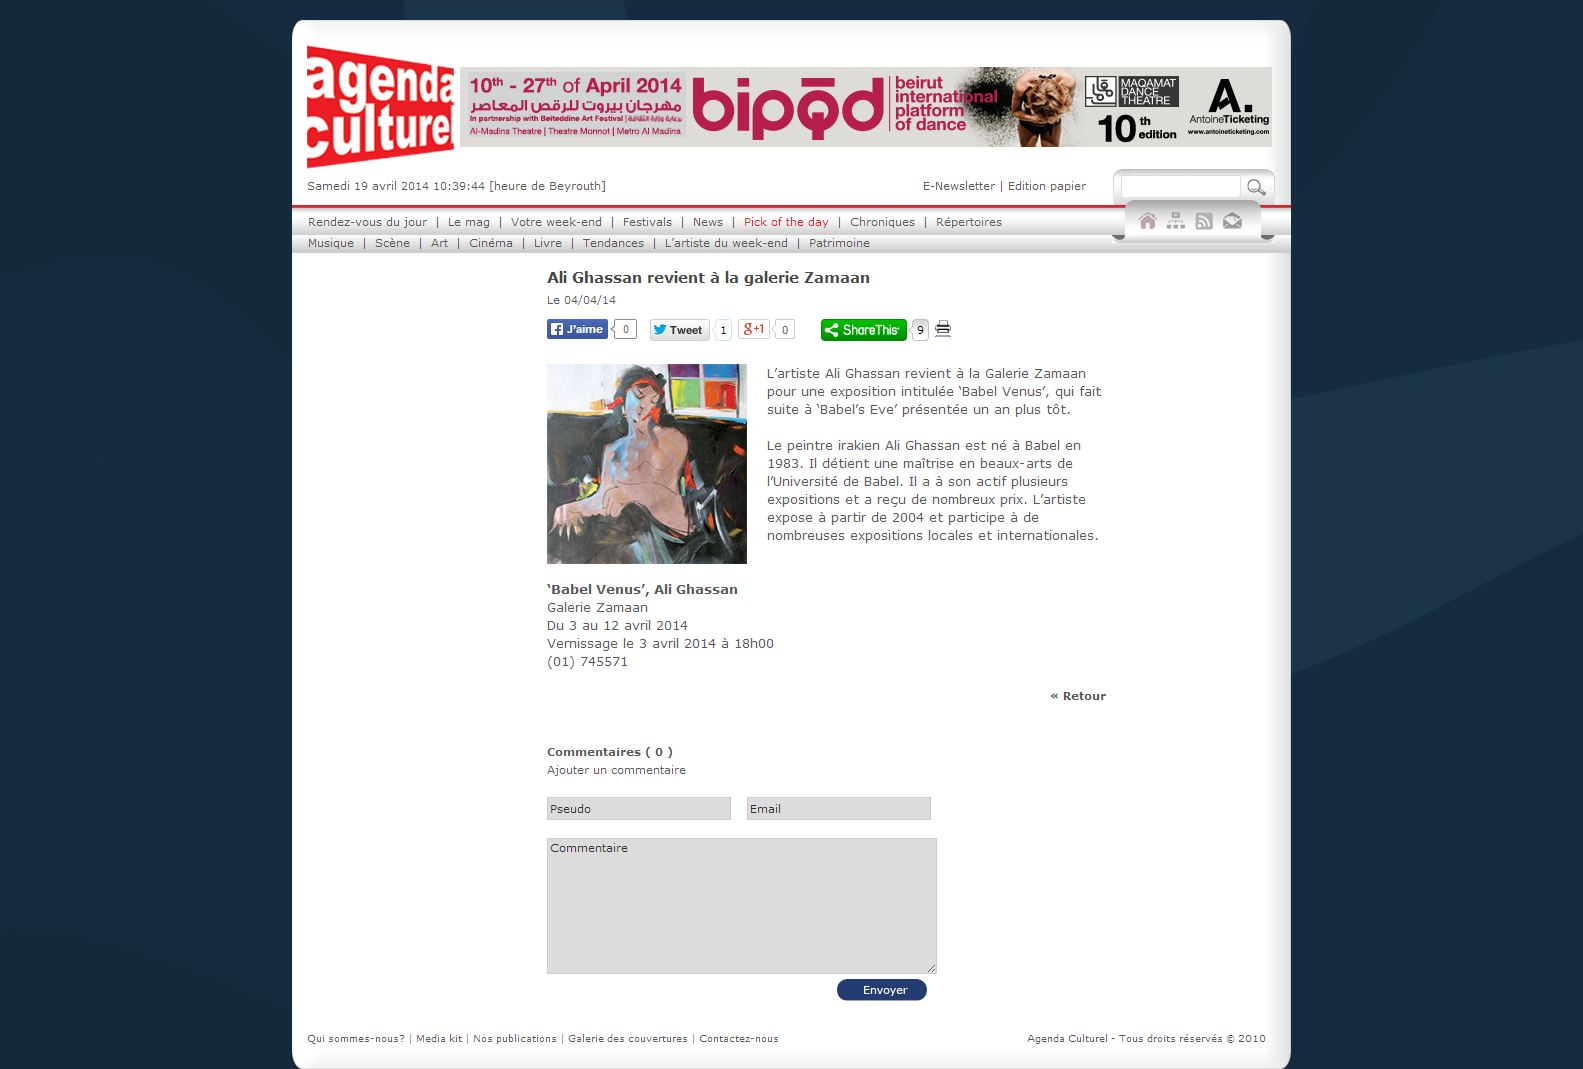 agenda
culturel
10th - 27th of April 2014
مهرجان بيروت للرقص المعاصر
In partnership with Beiteddine Art Festival |
Al-Madina Theatre | Theatre Monnot | Metro Al Madina
bipod
beirut
international
platform
of dance
MAQAMAT
DANCE
THEATRE
10th
edition
A.
AntoineTicketing
www.antoineticketing.com
Samedi 19 avril 2014 10:39:44 [heure de Beyrouth]
E-Newsletter | Edition papier
Rendez-vous du jour | Le mag | Votre week-end | Festivals | News | Pick of the day | Chroniques | Répertoires
Musique | Scène | Art | Cinéma | Livre | Tendances | L’artiste du week-end | Patrimoine
Ali Ghassan revient à la galerie Zamaan
Le 04/04/14
J'aime 0 Tweet 1 g+1 0 ShareThis 9
L’artiste Ali Ghassan revient à la Galerie Zamaan
pour une exposition intitulée ‘Babel Venus’, qui fait
suite à ‘Babel’s Eve’ présentée un an plus tôt.
Le peintre irakien Ali Ghassan est né à Babel en
1983. Il détient une maîtrise en beaux-arts de
l’Université de Babel. Il a à son actif plusieurs
expositions et a reçu de nombreux prix. L’artiste
expose à partir de 2004 et participe à de
nombreuses expositions locales et internationales.
‘Babel Venus’, Ali Ghassan
Galerie Zamaan
Du 3 au 12 avril 2014
Vernissage le 3 avril 2014 à 18h00
(01) 745571
« Retour
Commentaires ( 0 )
Ajouter un commentaire
Pseudo
Email
Commentaire
Envoyer
Qui sommes-nous? | Media kit | Nos publications | Galerie des couvertures | Contactez-nous
Agenda Culturel - Tous droits réservés © 2010